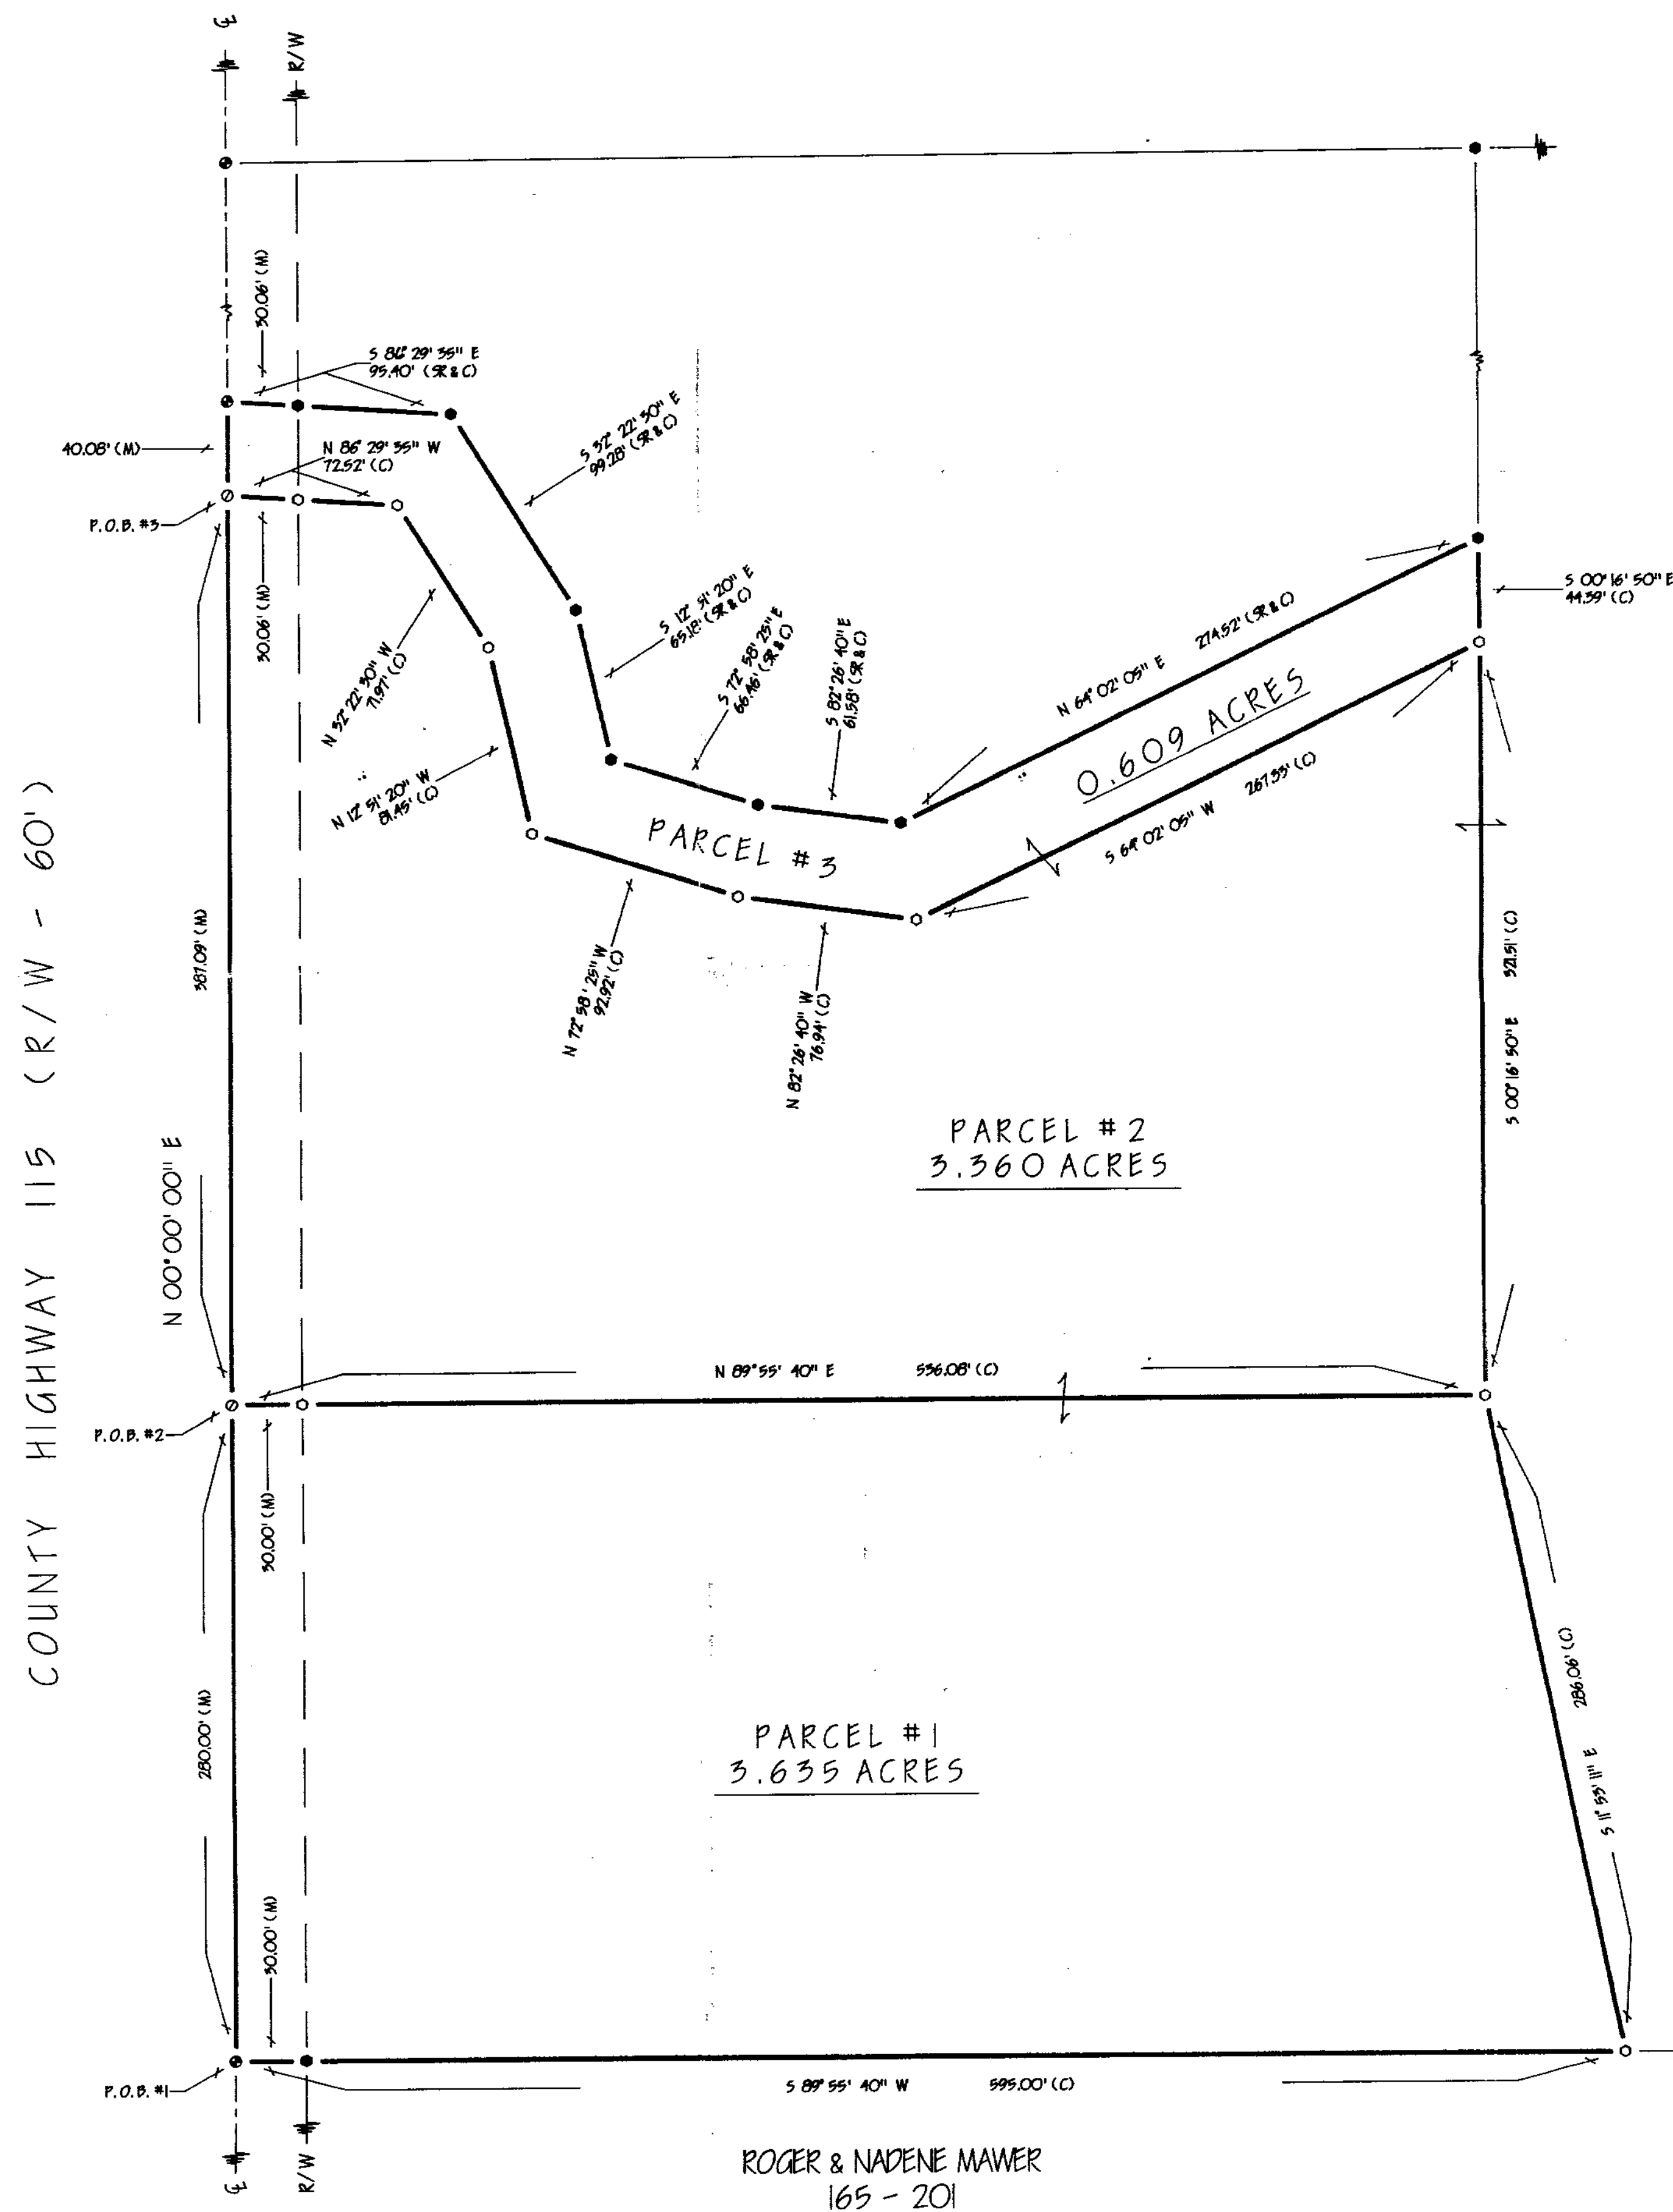 R/W
30.06' (M)
S 86° 29' 35" E
95.40' (SR & C)
40.08' (M)
N 86° 29' 35" W
72.52' (C)
P.O.B. #3
30.06' (M)
S 32° 22' 30" E
99.28' (SR & C)
S 12° 51' 20" E
65.18' (SR & C)
S 72° 58' 25" E
66.46' (SR & C)
S 82° 26' 40" E
61.58' (SR & C)
N 64° 02' 05" E 274.52' (SR & C)
S 00° 16' 50" E
44.39' (C)
N 32° 22' 30" W
71.97' (C)
N 12° 51' 20" W
81.45' (C)
0.609 ACRES
PARCEL #3
S 64° 02' 05" W 267.33' (C)
N 72° 58' 25" W
92.92' (C)
N 82° 26' 40" W
76.94' (C)
387.09' (M)
S 00° 16' 50" E 321.51' (C)
COUNTY HIGHWAY 115 (R/W - 60')
N 00° 00' 00" E
PARCEL #2
3.360 ACRES
N 89° 55' 40" E 536.08' (C)
P.O.B. #2
30.00' (M)
280.00' (M)
S 11° 53' 11" E 286.06' (C)
PARCEL #1
3.635 ACRES
30.00' (M)
P.O.B. #1
S 89° 55' 40" W 595.00' (C)
R/W
ROGER & NADENE MAWER
165 - 201